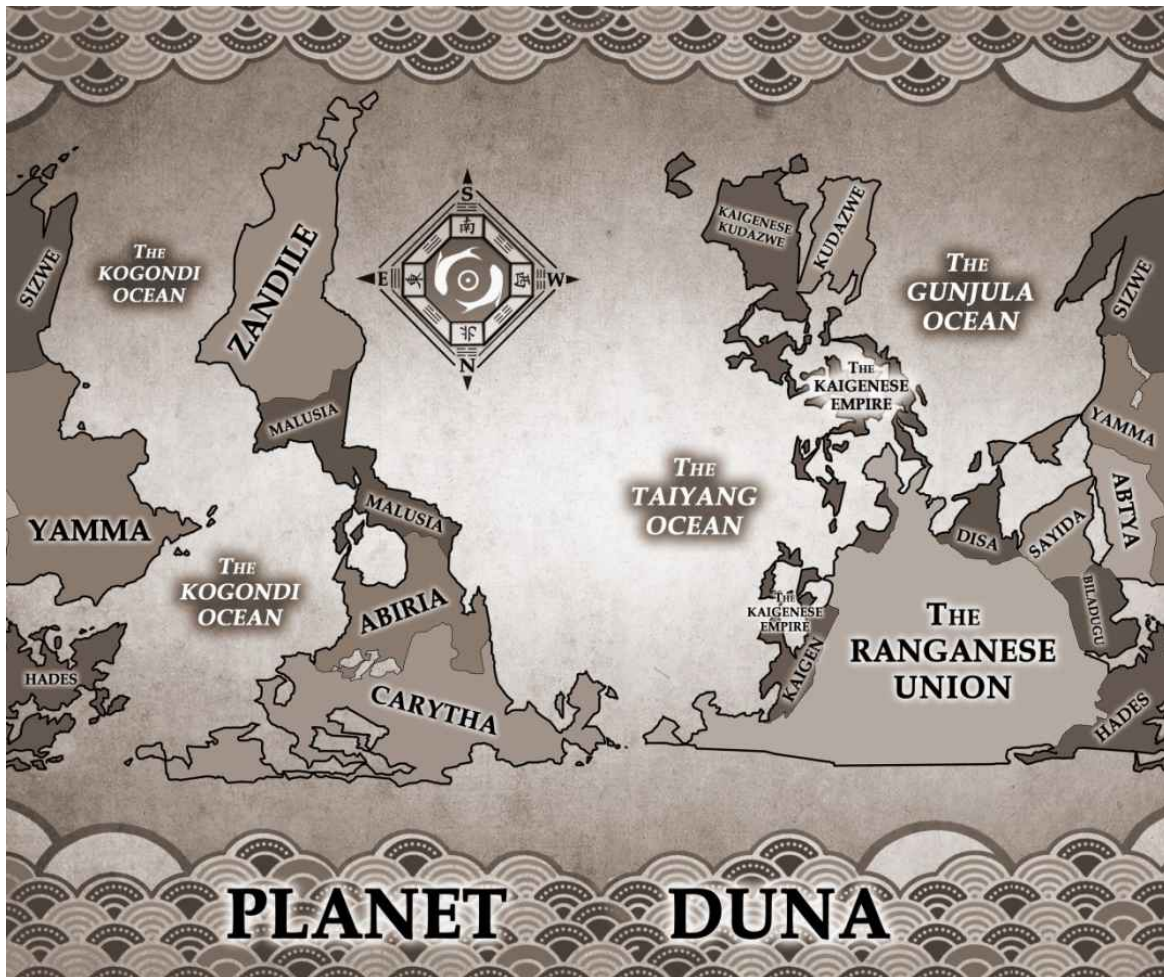 SIZWE
THE
KOGONDI
OCEAN
ZANDILE
S
南
E
東
西
W
北
N
KAIGENESE
KUDAZWE
KUDAZWE
THE
GUNJULA
OCEAN
SIZWE
MALUSIA
THE
KAIGENESE
EMPIRE
YAMMA
YAMMA
MALUSIA
THE
TAIYANG
OCEAN
DISA
SAYIDA
ABTYA
THE
KOGONDI
OCEAN
ABIRIA
THE
KAIGENESE
EMPIRE
BILADUGU
HADES
CARYTHA
KAIGEN
THE
RANGANESE
UNION
HADES
PLANET DUNA